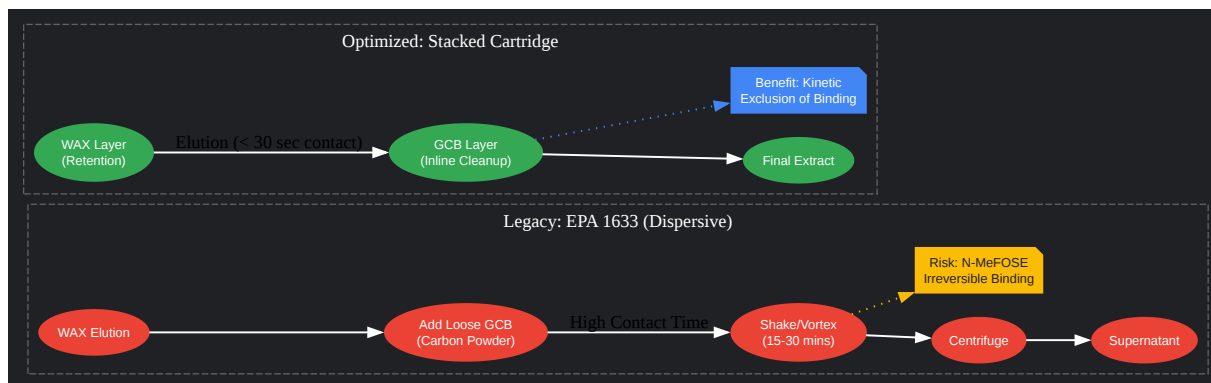 Optimized: Stacked Cartridge
Benefit: Kinetic
Exclusion of Binding
WAX Layer
(Retention)
Elution (< 30 sec contact)
GCB Layer
(Inline Cleanup)
Final Extract
Legacy: EPA 1633 (Dispersive)
Risk: N-MeFOSE
Irreversible Binding
WAX Elution
Add Loose GCB
(Carbon Powder)
High Contact Time
Shake/Vortex
(15-30 mins)
Centrifuge
Supernatant